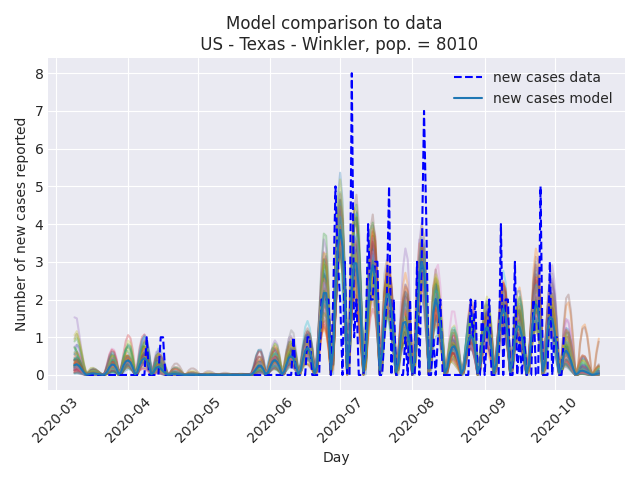 Model comparison to data
US - Texas - Winkler, pop. = 8010
new cases data
new cases model
Number of new cases reported
8
7
6
5
4
3
2
1
0
2020-03
2020-04
2020-05
2020-06
2020-07
2020-08
2020-09
2020-10
Day